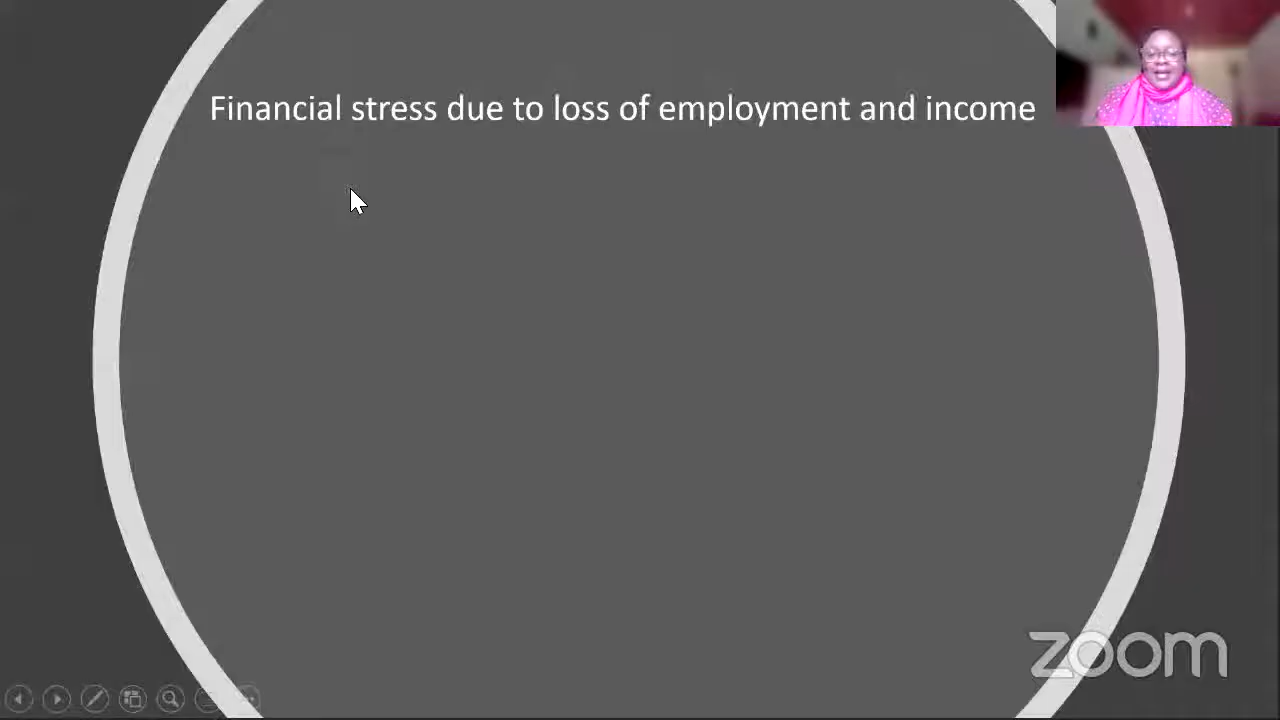 Financial stress due to loss of employment and income
zoom